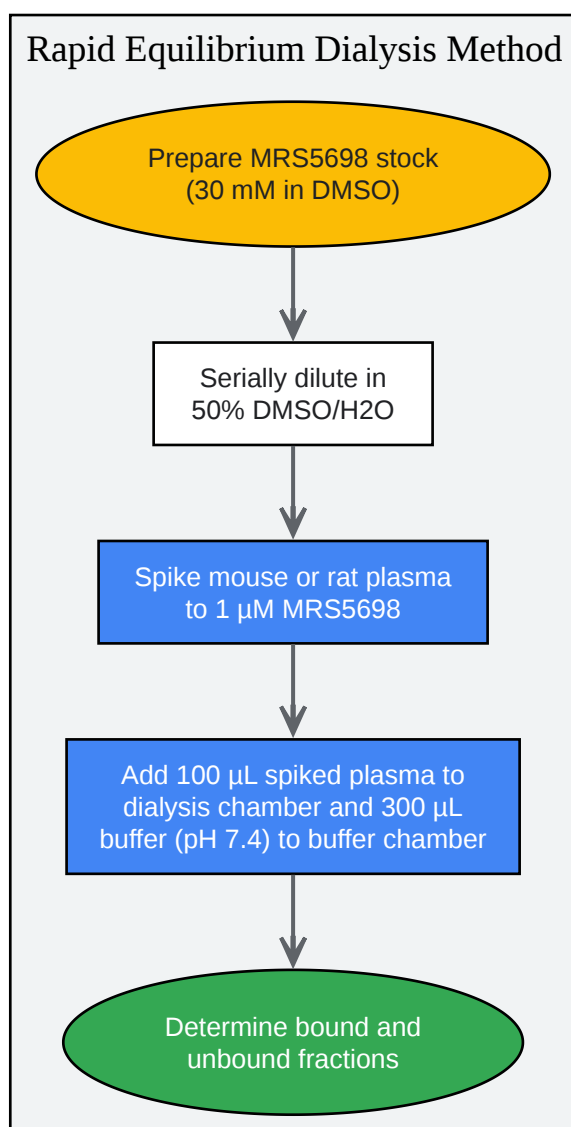 Rapid Equilibrium Dialysis Method
Prepare MRS5698 stock
(30 mM in DMSO)
Serially dilute in
50% DMSO/H2O
Spike mouse or rat plasma
to 1 µM MRS5698
Add 100 µL spiked plasma to
dialysis chamber and 300 µL
buffer (pH 7.4) to buffer chamber
Determine bound and
unbound fractions